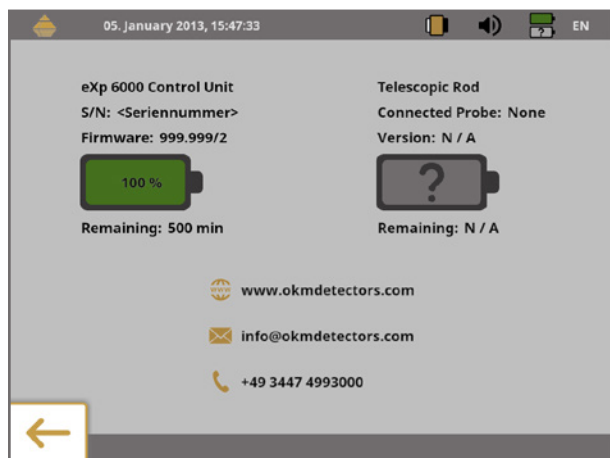 05. January 2013, 15:47:33
?
EN
eXp 6000 Control Unit
S/N: <Seriennummer>
Firmware: 999.999/2
100 %
Remaining: 500 min
Telescopic Rod
Connected Probe: None
Version: N / A
?
Remaining: N / A
www
www.okmdetectors.com
info@okmdetectors.com
+49 3447 4993000